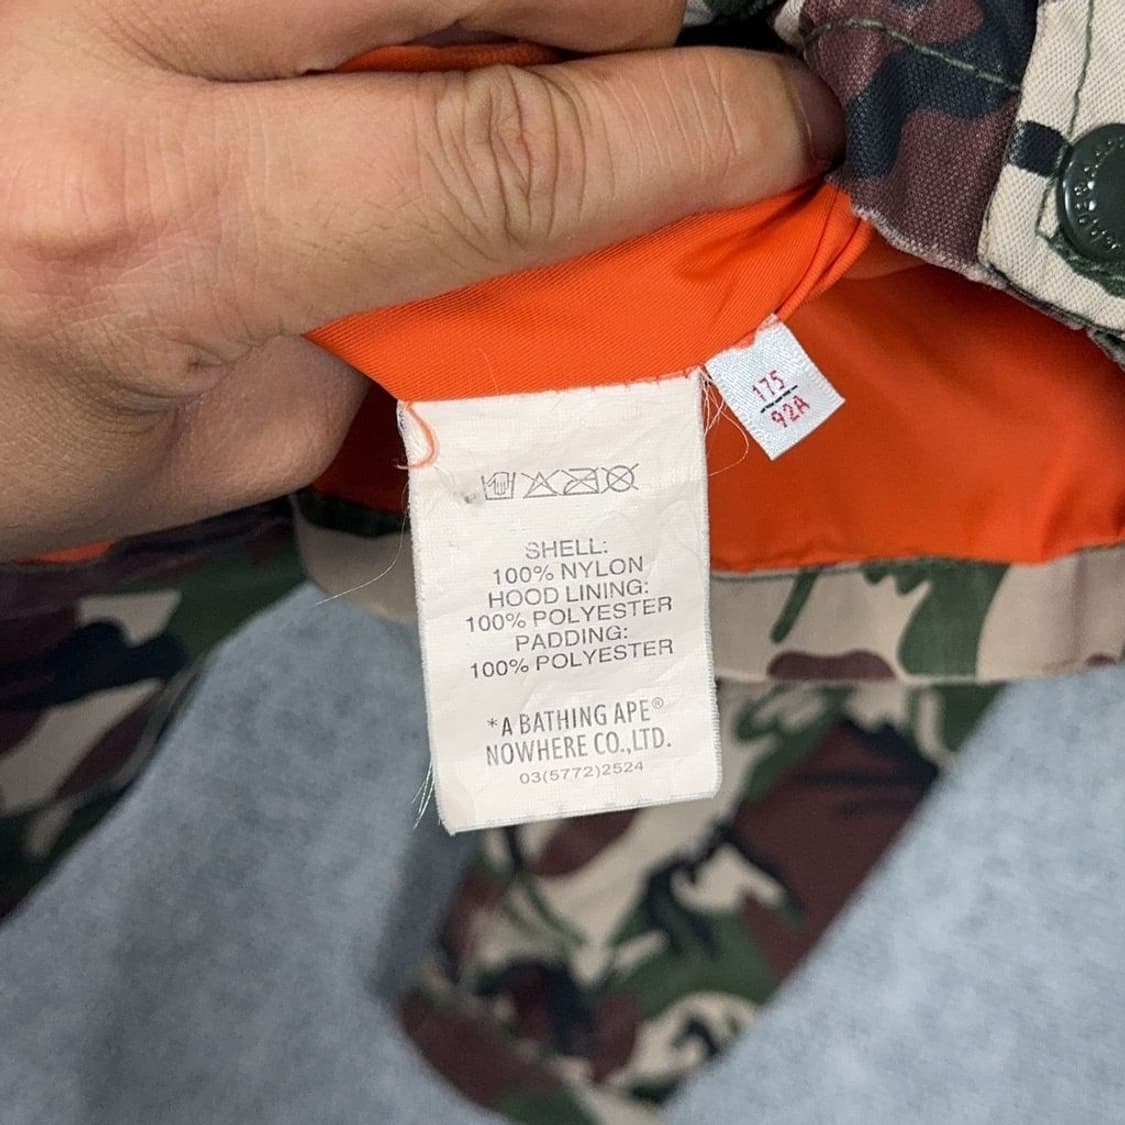 175
92A
SHELL:
100% NYLON
HOOD LINING:
100% POLYESTER
PADDING:
100% POLYESTER
*A BATHING APE®
NOWHERE CO.,LTD.
03(5772)2524